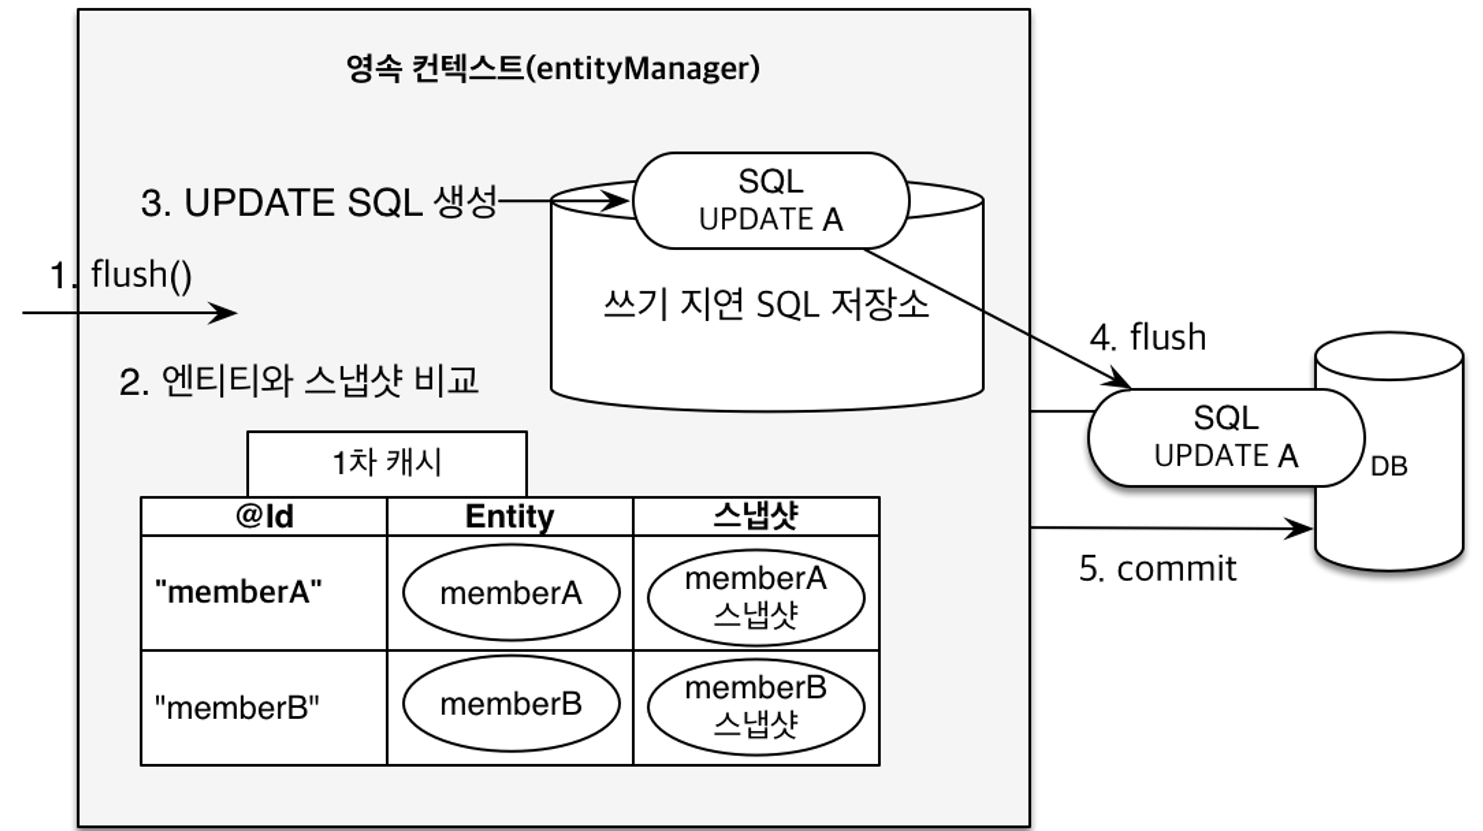 영속 컨텍스트(entityManager)
3. UPDATE SQL 생성
SQL
UPDATE A
1. flush()
쓰기 지연 SQL 저장소
4. flush
2. 엔티티와 스냅샷 비교
SQL
UPDATE A
DB
1차 캐시
@Id Entity 스냅샷
5. commit
"memberA" memberA memberA
스냅샷
"memberB" memberB memberB
스냅샷